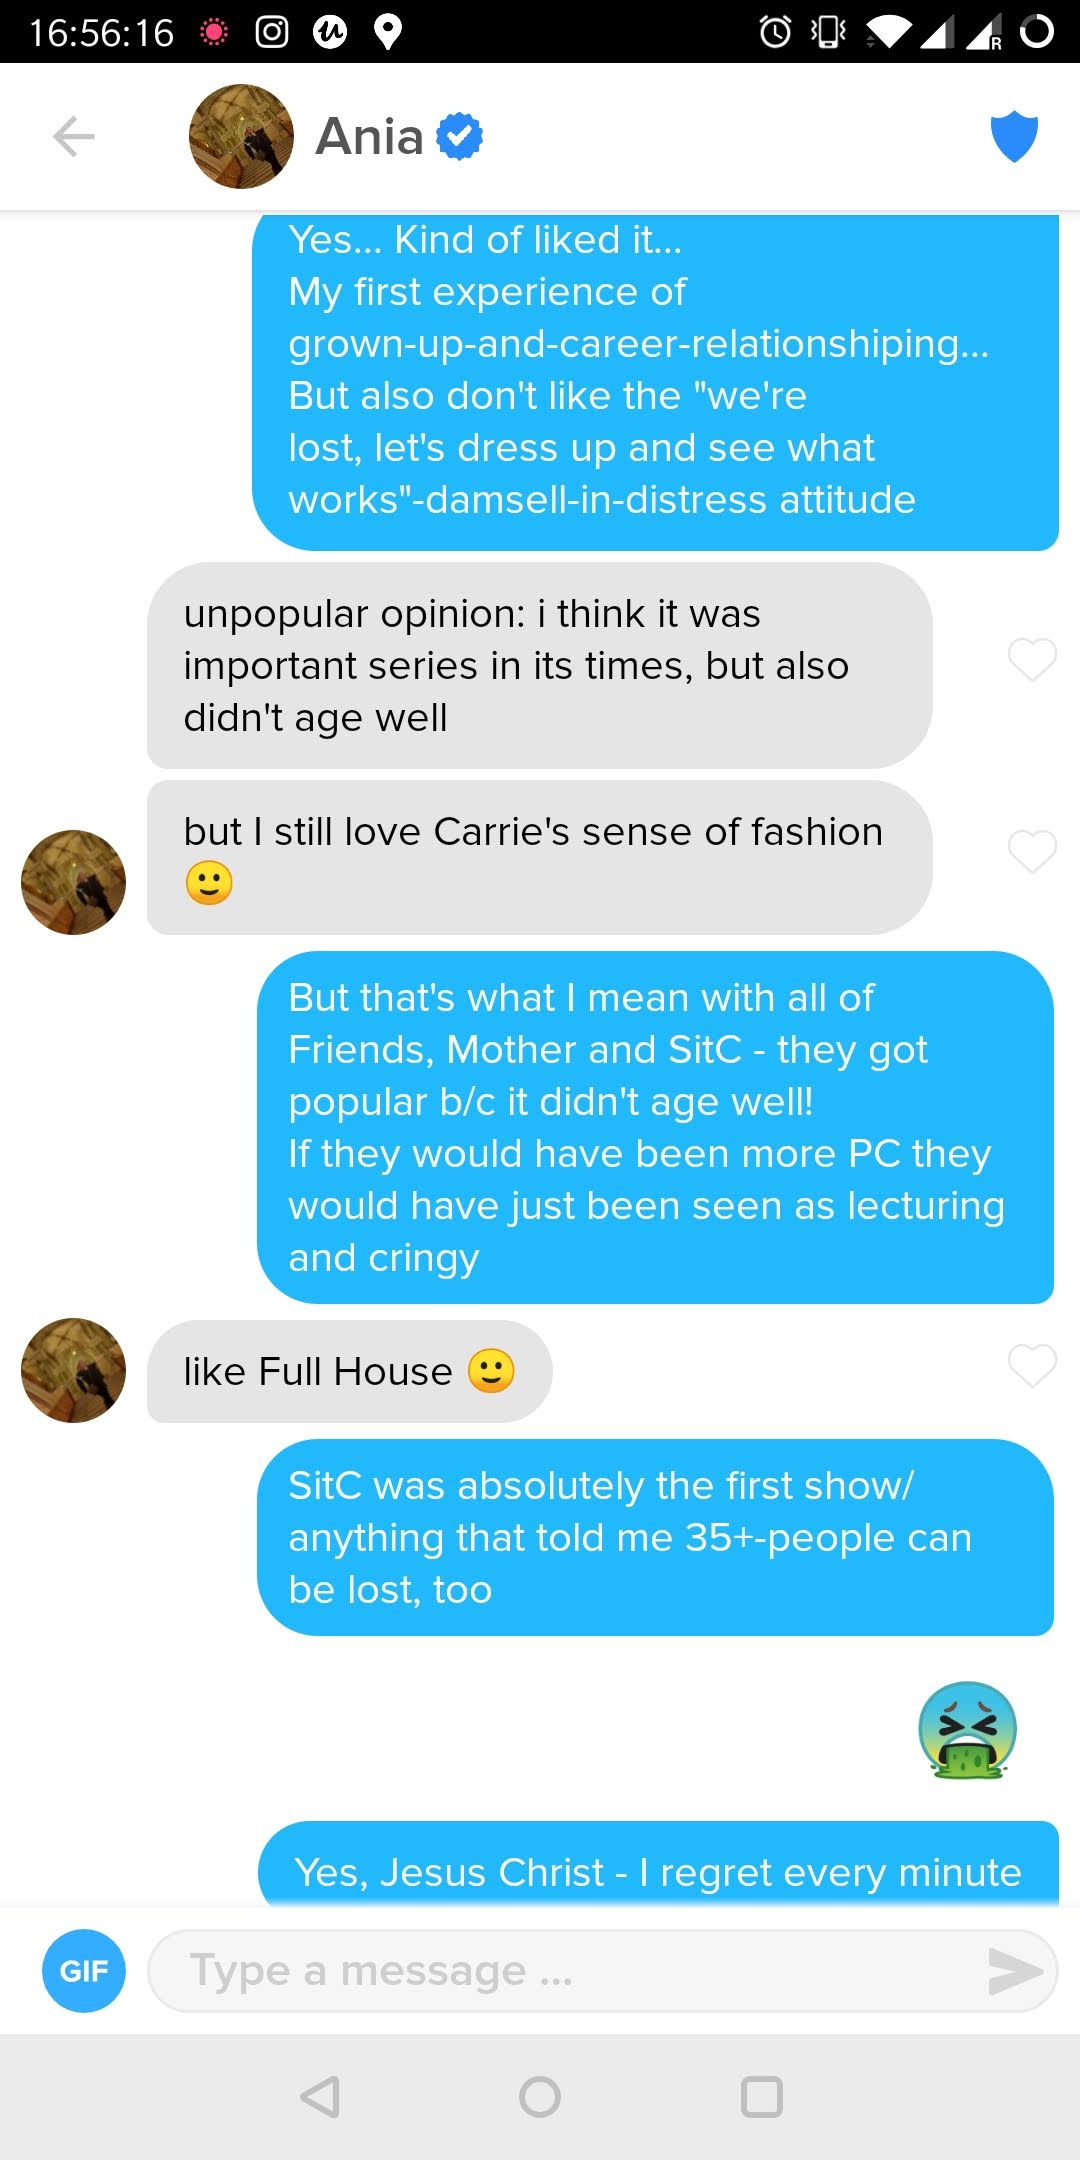 16:56:16
R
Ania
Yes... Kind of liked it...
My first experience of
grown-up-and-career-relationshiping...
But also don't like the "we're
lost, let's dress up and see what
works"-damsell-in-distress attitude
unpopular opinion: i think it was
important series in its times, but also
didn't age well
but I still love Carrie's sense of fashion
🙂
But that's what I mean with all of
Friends, Mother and SitC - they got
popular b/c it didn't age well!
If they would have been more PC they
would have just been seen as lecturing
and cringy
like Full House 🙂
SitC was absolutely the first show/
anything that told me 35+-people can
be lost, too
🤮
Yes, Jesus Christ - I regret every minute
GIF
Type a message ...